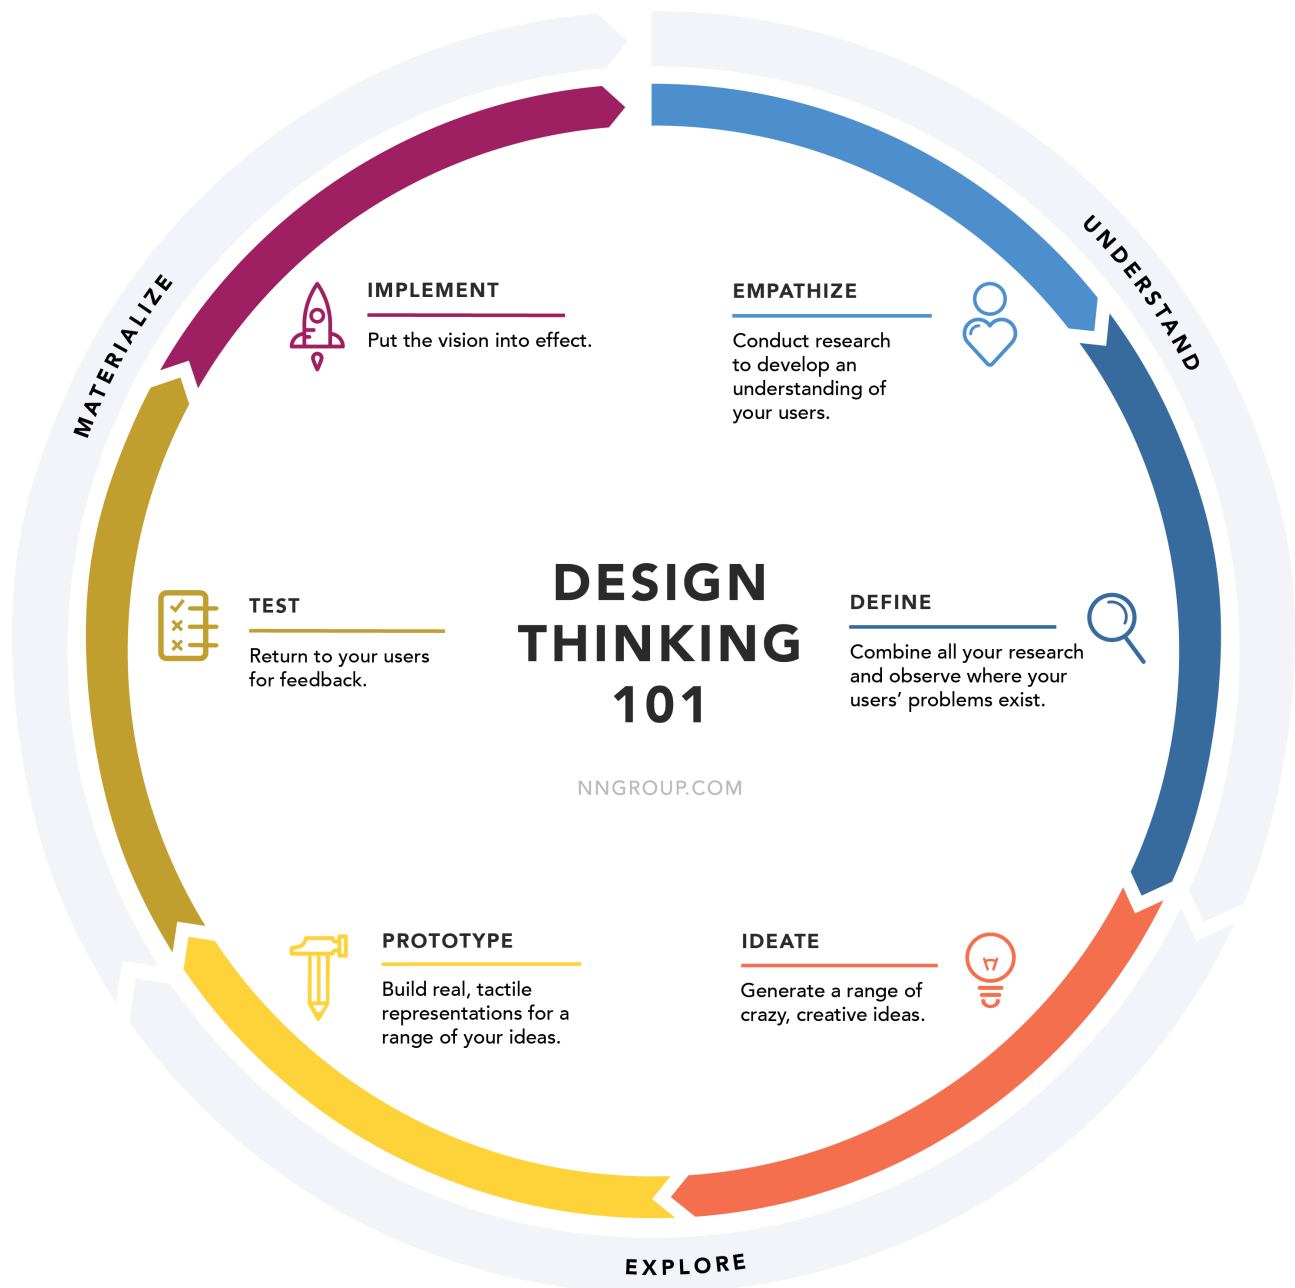 DESIGN
THINKING
101
NNGROUP.COM
UNDERSTAND
EMPATHIZE
Conduct research
to develop an
understanding of
your users.
DEFINE
Combine all your research
and observe where your
users’ problems exist.
EXPLORE
IDEATE
Generate a range of
crazy, creative ideas.
PROTOTYPE
Build real, tactile
representations for a
range of your ideas.
MATERIALIZE
TEST
Return to your users
for feedback.
IMPLEMENT
Put the vision into effect.